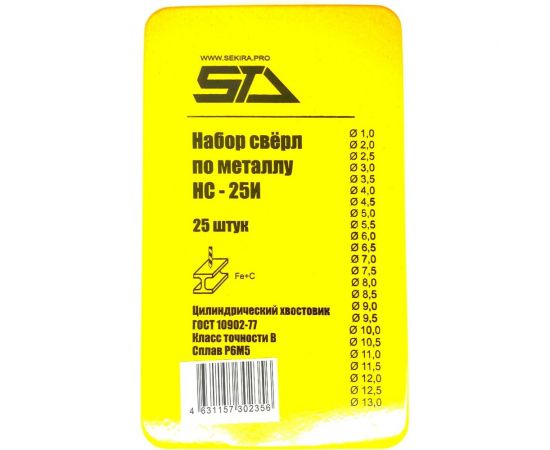 WWW.SEKIRA.PRO
STA
Набор свёрл
по металлу
НС - 25И
25 штук
Fe+C
Цилиндрический хвостовик
ГОСТ 10902-77
Класс точности В
Сплав Р6М5
4 631157 302356
Ø 1,0
Ø 2,0
Ø 2,5
Ø 3,0
Ø 3,5
Ø 4,0
Ø 4,5
Ø 5,0
Ø 5,5
Ø 6,0
Ø 6,5
Ø 7,0
Ø 7,5
Ø 8,0
Ø 8,5
Ø 9,0
Ø 9,5
Ø 10,0
Ø 10,5
Ø 11,0
Ø 11,5
Ø 12,0
Ø 12,5
Ø 13,0